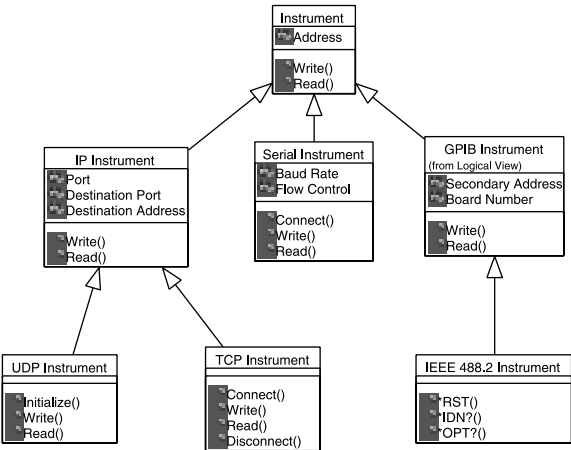 Instrument
Address
Write()
Read()
IP Instrument
Port
Destination Port
Destination Address
Write()
Read()
Serial Instrument
Baud Rate
Flow Control
Connect()
Write()
Read()
GPIB Instrument
(from Logical View)
Secondary Address
Board Number
Write()
Read()
UDP Instrument
Initialize()
Write()
Read()
TCP Instrument
Connect()
Write()
Read()
Disconnect()
IEEE 488.2 Instrument
*RST()
*IDN?()
*OPT?()